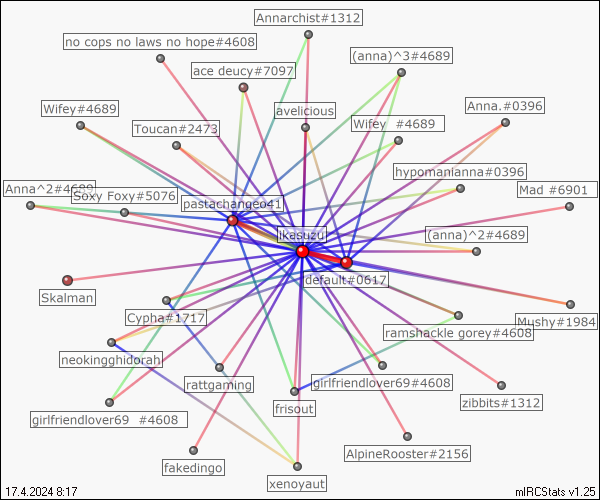 Annarchist#1312
no cops no laws no hope#4608
(anna)^3#4689
ace deucy#7097
Wifey#4689
avelicious
Anna.#0396
Toucan#2473
Wifey #4689
hypomanianna#0396
Anna^2#4689
Soxy Foxy#5076
Mad #6901
pastachangeo41
ikasuzu
(anna)^2#4689
default#0617
Skalman
Cypha#1717
Mushy#1984
ramshackle gorey#4608
neokingghidorah
rattgaming
girlfriendlover69#4608
frisout
zibbits#1312
girlfriendlover69 #4608
AlpineRooster#2156
fakedingo
xenoyaut
17.4.2024 8:17
mIRCStats v1.25